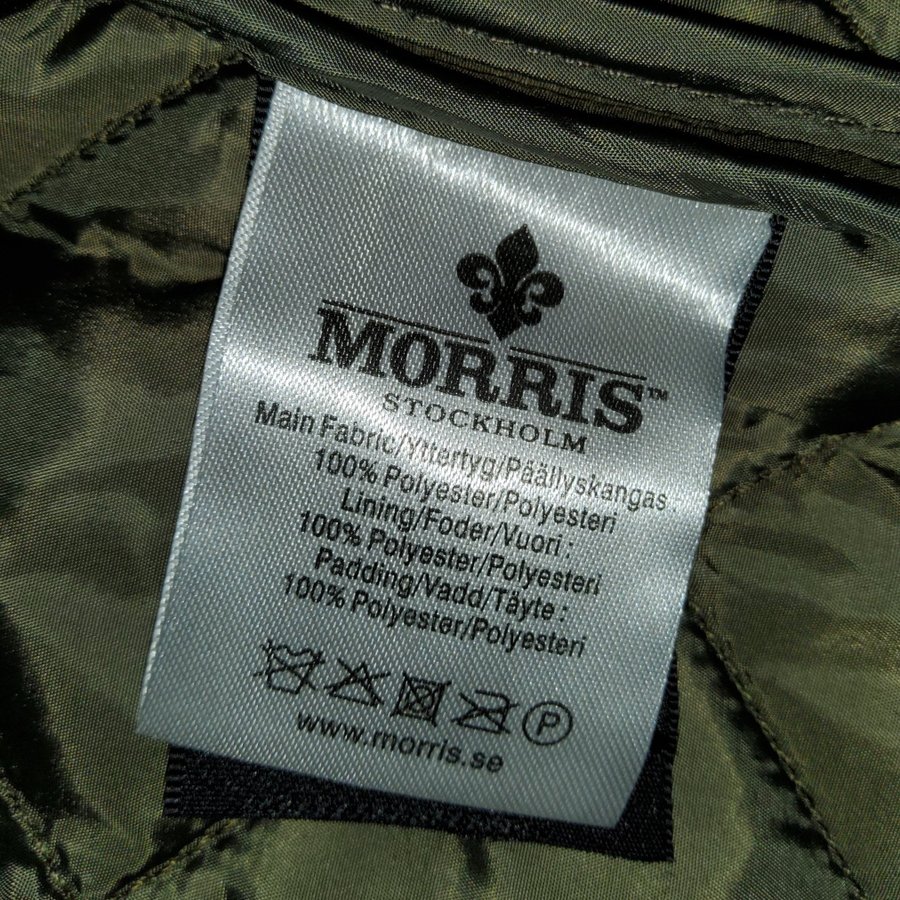 MORRIS™
STOCKHOLM
Main Fabric/Yttertyg/Päällyskangas
100% Polyester/Polyesteri
Lining/Foder/Vuori :
100% Polyester/Polyesteri
Padding/Vadd/Täyte :
100% Polyester/Polyesteri
P
www.morris.se